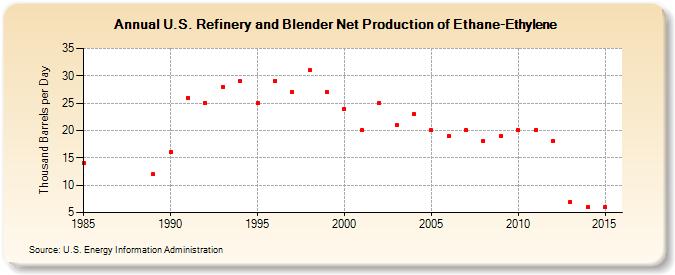 Annual U.S. Refinery and Blender Net Production of Ethane-Ethylene
Thousand Barrels per Day
35
30
25
20
15
10
5
1985 1990 1995 2000 2005 2010 2015
Source: U.S. Energy Information Administration